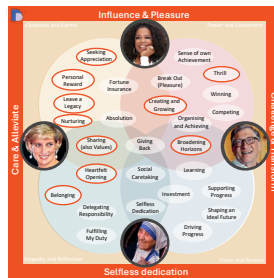 Influence & Pleasure
Seeking
Appreciation
Sense of own
Achievement
Personal
Reward
Fortune
Insurance
Break Out
(Pleasure)
Thrill
Winning
Leave a
Legacy
Creating and
Growing
Competing
Nurturing
Absolution
Organising
and Achieving
Care & Alleviate
Sharing
(also Values)
Giving
Back
Broadening
Horizons
Heartfelt
Opening
Social
Caretaking
Learning
Belonging
Investment
Supporting
Progress
Delegating
Responsibility
Selfless
Dedication
Shaping an
Ideal Future
Fulfilling
My Duty
Driving
Progress
Selfless dedication